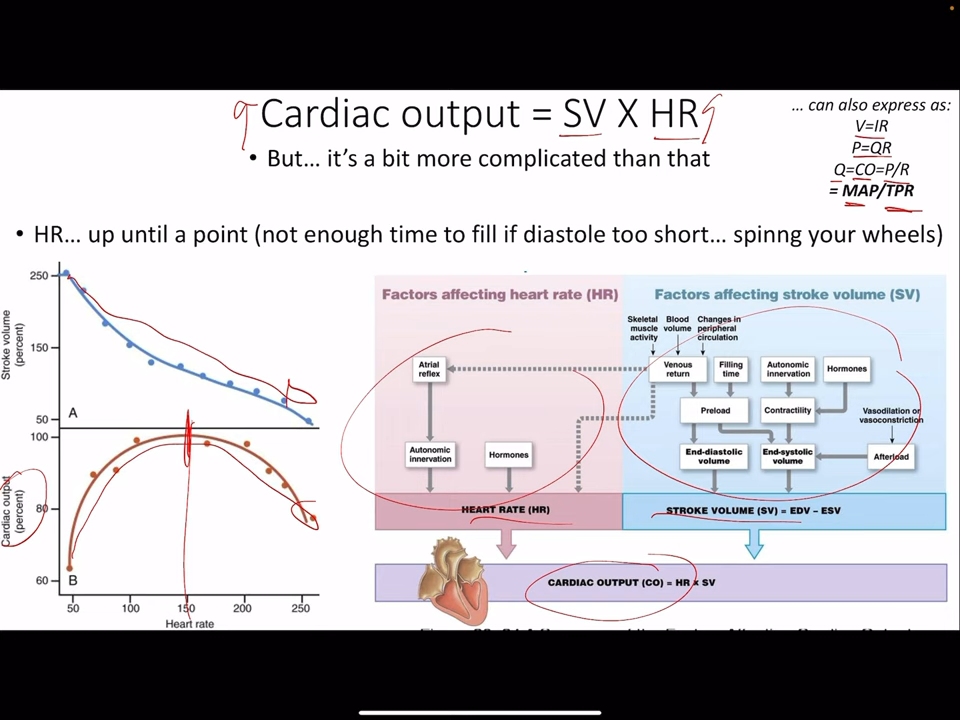 Cardiac output = SV X HR
• But… it's a bit more complicated than that
… can also express as:
V=IR
P=QR
Q=CO=P/R
= MAP/TPR
• HR… up until a point (not enough time to fill if diastole too short… spinng your wheels)
Stroke volume
(percent)
250
150
50
A
Cardiac output
(percent)
100
80
60
B
50
100
150
200
250
Heart rate
Factors affecting heart rate (HR)
Factors affecting stroke volume (SV)
Skeletal
muscle
activity
Blood
volume
Changes in
peripheral
circulation
Atrial
reflex
Venous
return
Filling
time
Autonomic
innervation
Hormones
Preload
Contractility
Vasodilation or
vasoconstriction
Autonomic
innervation
Hormones
End-diastolic
volume
End-systolic
volume
Afterload
HEART RATE (HR)
STROKE VOLUME (SV) = EDV – ESV
CARDIAC OUTPUT (CO) = HR x SV